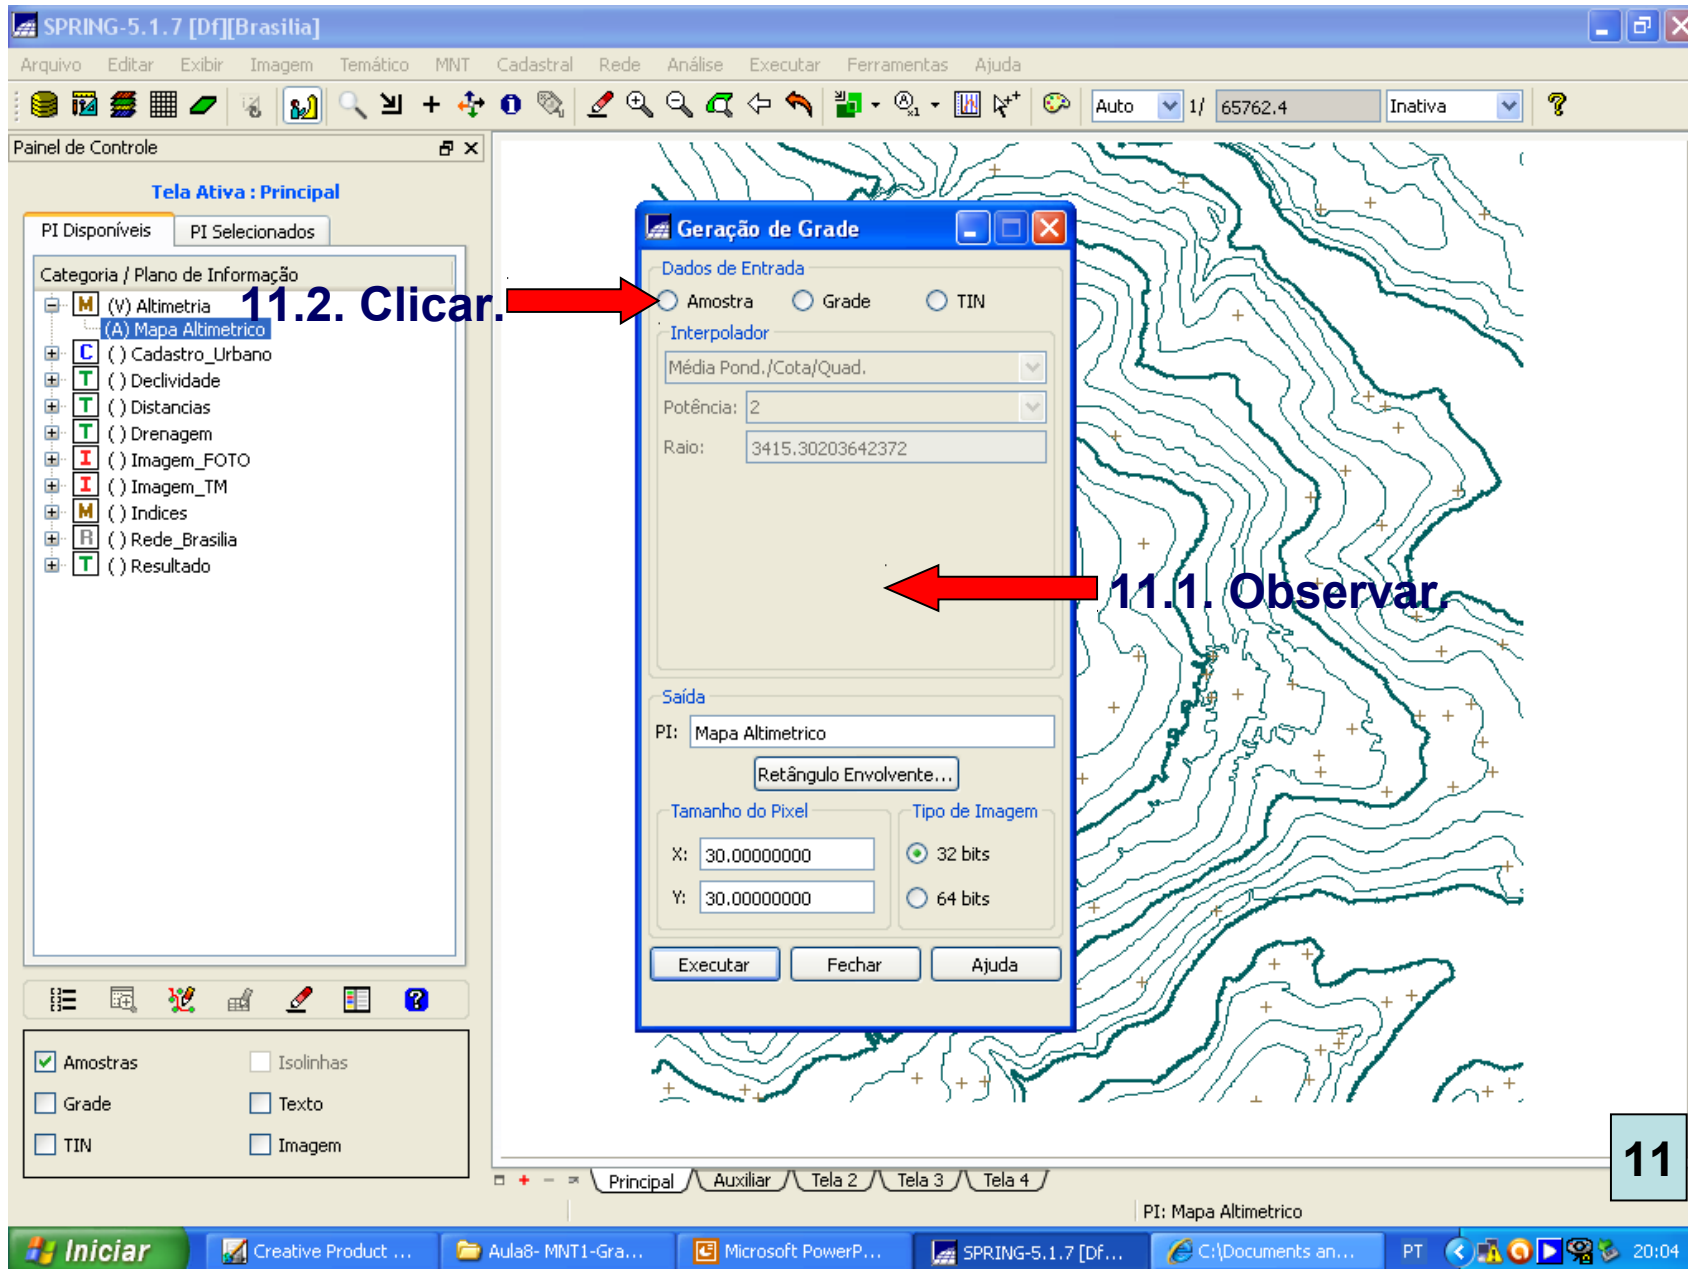 SPRING-5.1.7 [Df][Brasilia]
Arquivo Editar Exibir Imagem Temático MNT Cadastral Rede Análise Executar Ferramentas Ajuda
Auto 1/ 65762.4 Inativa
Painel de Controle
Tela Ativa : Principal
PI Disponíveis PI Selecionados
Categoria / Plano de Informação
M (V) Altimetria
(A) Mapa Altimetrico
C ( ) Cadastro_Urbano
T ( ) Declividade
T ( ) Distancias
T ( ) Drenagem
I ( ) Imagem_FOTO
I ( ) Imagem_TM
M ( ) Indices
R ( ) Rede_Brasilia
T ( ) Resultado
11.2. Clicar.
Geração de Grade
Dados de Entrada
Amostra Grade TIN
Interpolador
Média Pond./Cota/Quad.
Potência: 2
Raio: 3415.30203642372
11.1. Observar.
Saída
PI: Mapa Altimetrico
Retângulo Envolvente...
Tamanho do Pixel Tipo de Imagem
X: 30.00000000 32 bits
Y: 30.00000000 64 bits
Executar Fechar Ajuda
Amostras Isolinhas
Grade Texto
TIN Imagem
11
Principal Auxiliar Tela 2 Tela 3 Tela 4
PI: Mapa Altimetrico
Iniciar Creative Product ... Aula8- MNT1-Gra... Microsoft PowerP... SPRING-5.1.7 [Df... C:\Documents an... PT 20:04